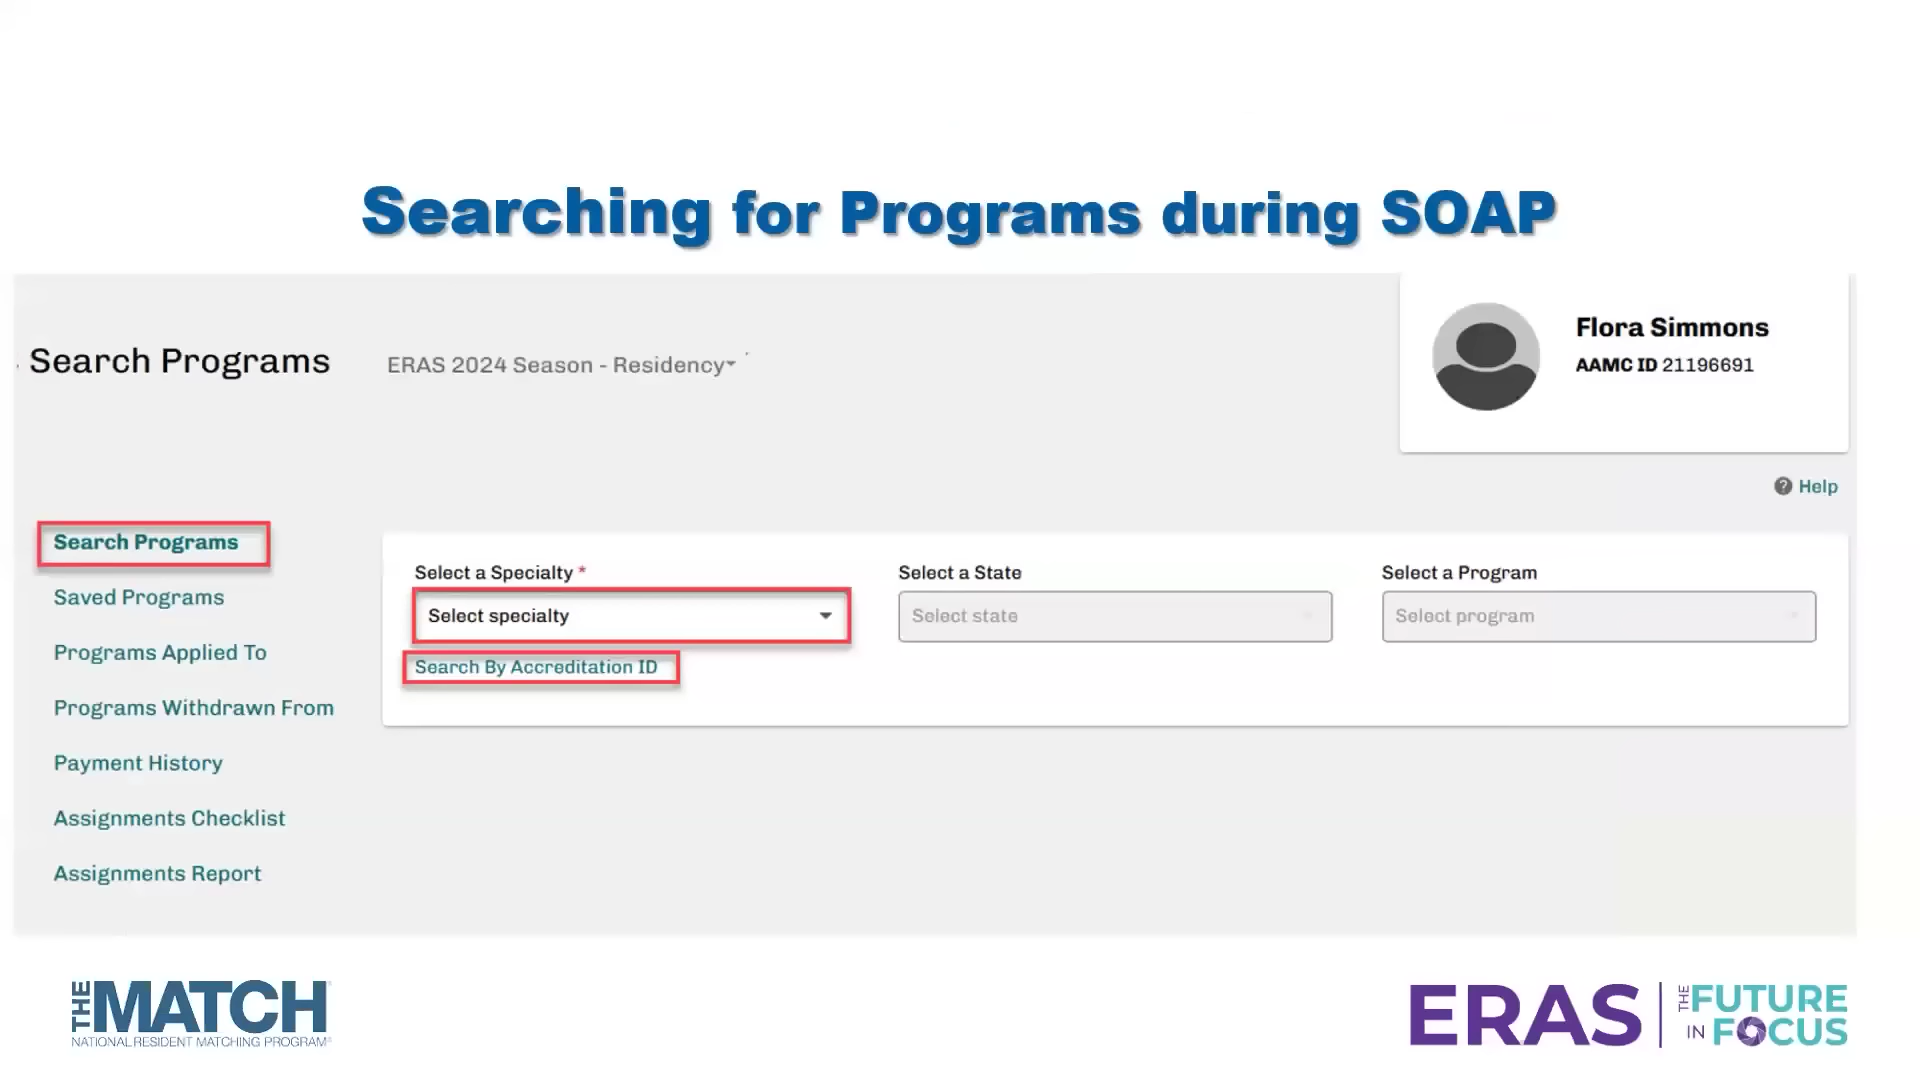 Searching for Programs during SOAP
Search Programs
ERAS 2024 Season - Residency
Flora Simmons
AAMC ID 21196691
? Help
Search Programs
Saved Programs
Programs Applied To
Programs Withdrawn From
Payment History
Assignments Checklist
Assignments Report
Select a Specialty *
Select specialty
Search By Accreditation ID
Select a State
Select state
Select a Program
Select program
THE MATCH
NATIONAL RESIDENT MATCHING PROGRAM®
ERAS
THE FUTURE
IN FOCUS